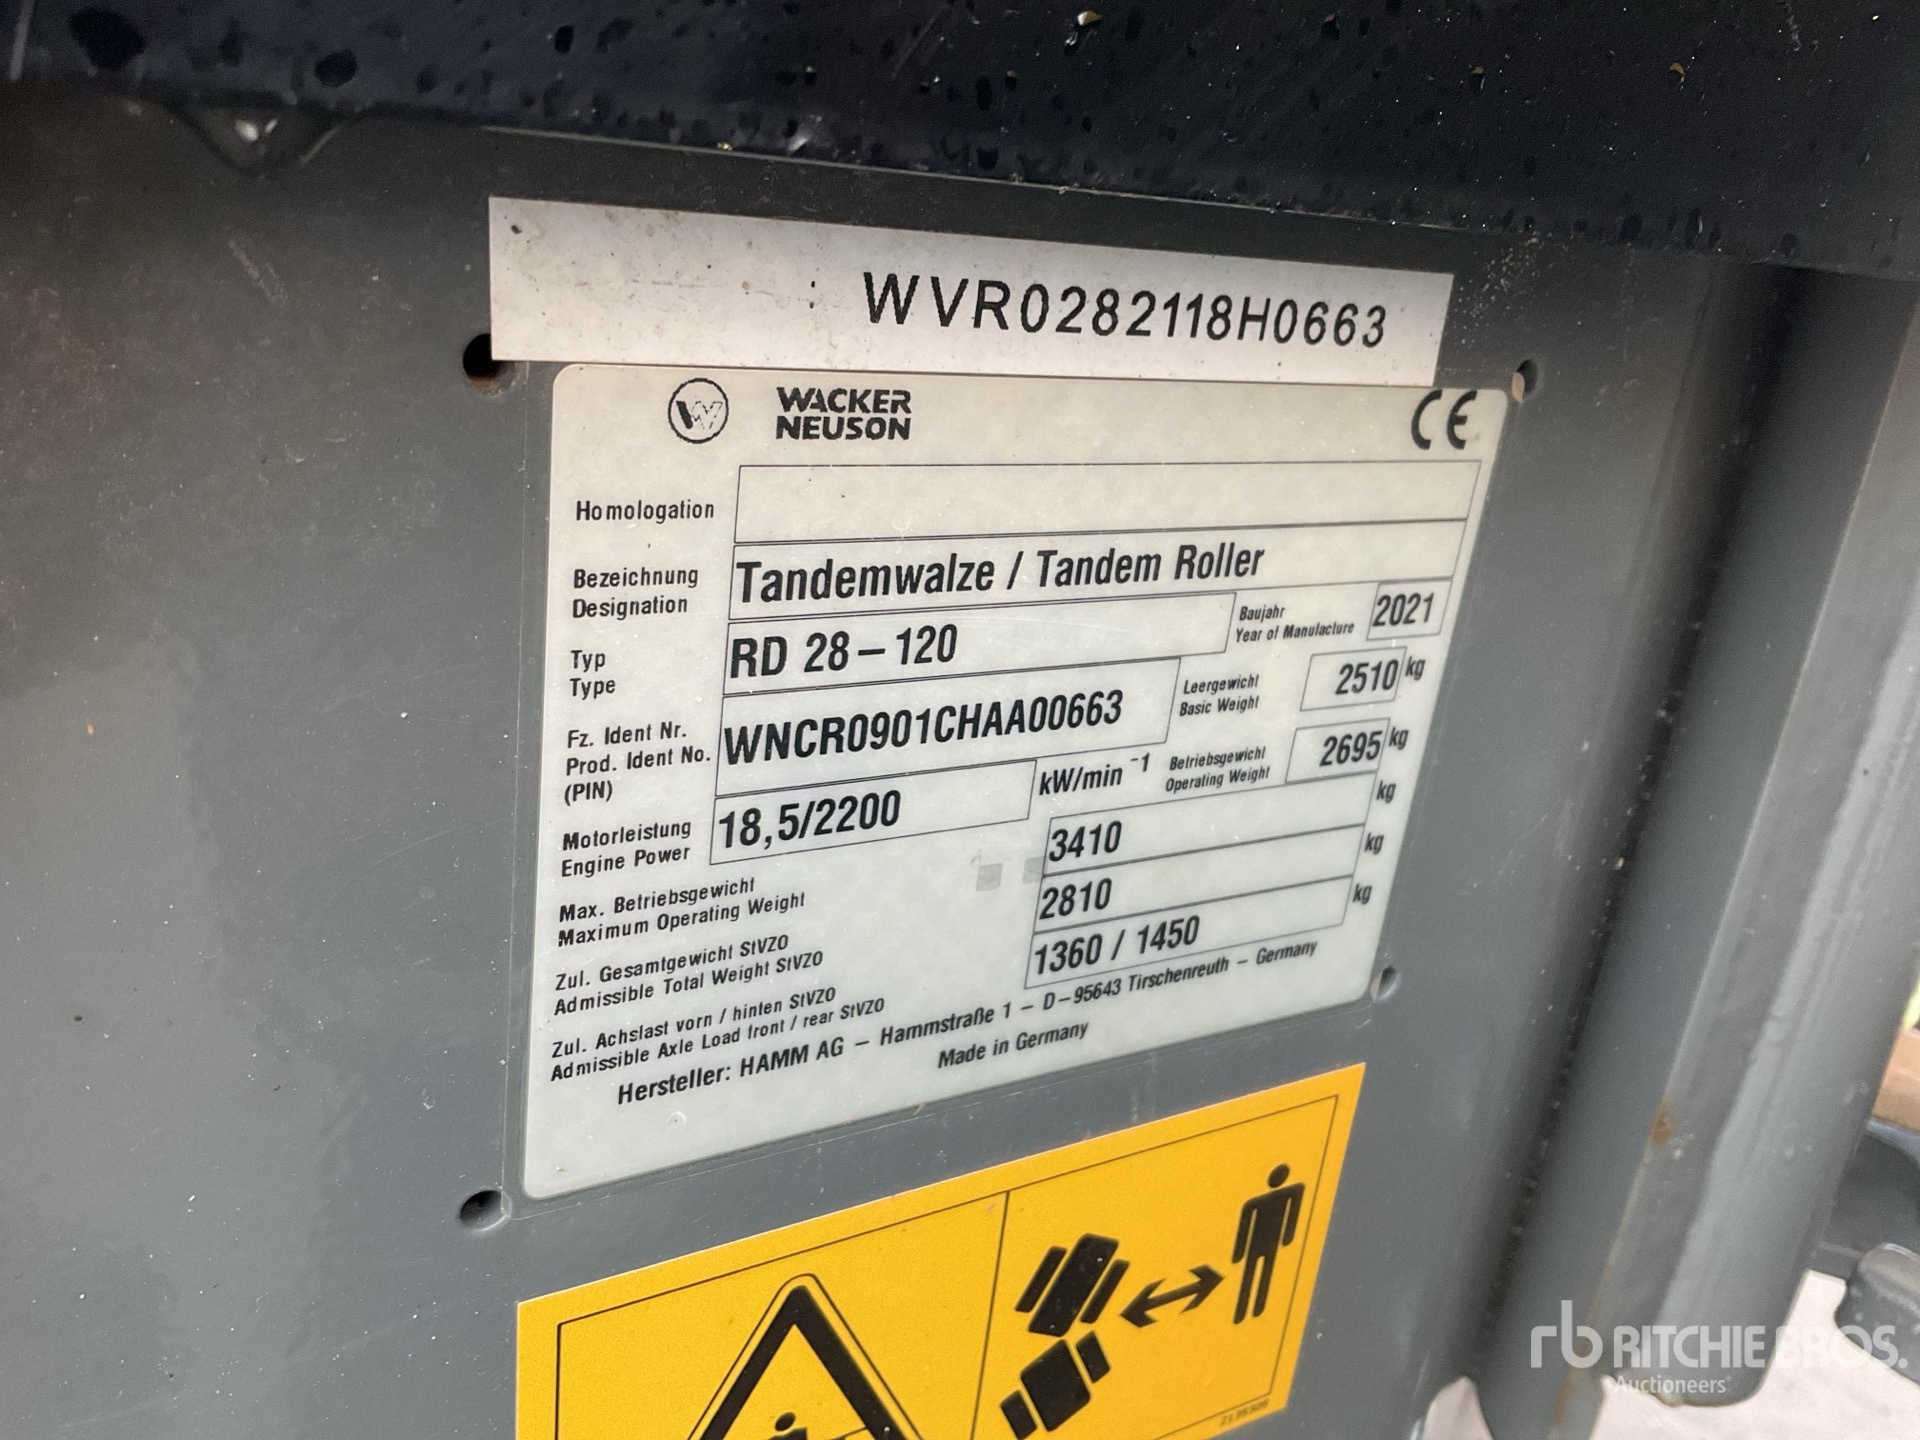 WVR0282118H0663
WACKER
NEUSON
CE
Homologation
Bezeichnung
Designation
Tandemwalze / Tandem Roller
Typ
Type
RD 28-120
Baujahr
Year of Manufacture
2021
Fz. Ident Nr.
Prod. Ident No.
(PIN)
WNCR0901CHAA00663
Leergewicht
Basic Weight
2510 kg
Motorleistung
Engine Power
18,5/2200
kW/min ⁻¹
Betriebsgewicht
Operating Weight
2695 kg
Max. Betriebsgewicht
Maximum Operating Weight
3410 kg
Zul. Gesamtgewicht StVZO
Admissible Total Weight StVZO
2810 kg
Zul. Achslast vorn / hinten StVZO
Admissible Axle Load front / rear StVZO
1360 / 1450 kg
Hersteller: HAMM AG – Hammstraße 1 – D-95643 Tirschenreuth – Germany
Made in Germany
rb RITCHIE BROS.
Auctioneers